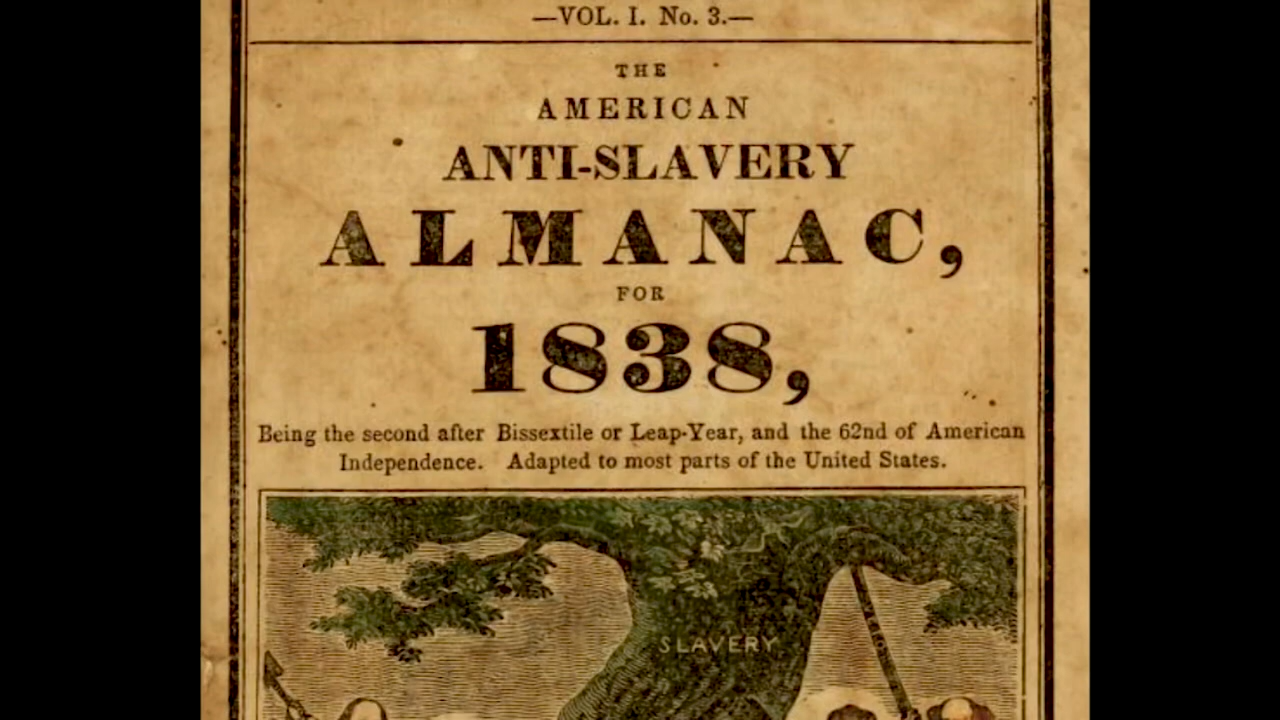 —VOL. I. No. 3.—
THE
AMERICAN
ANTI-SLAVERY
ALMANAC,
FOR
1838,
Being the second after Bissextile or Leap-Year, and the 62nd of American
Independence. Adapted to most parts of the United States.
SLAVERY